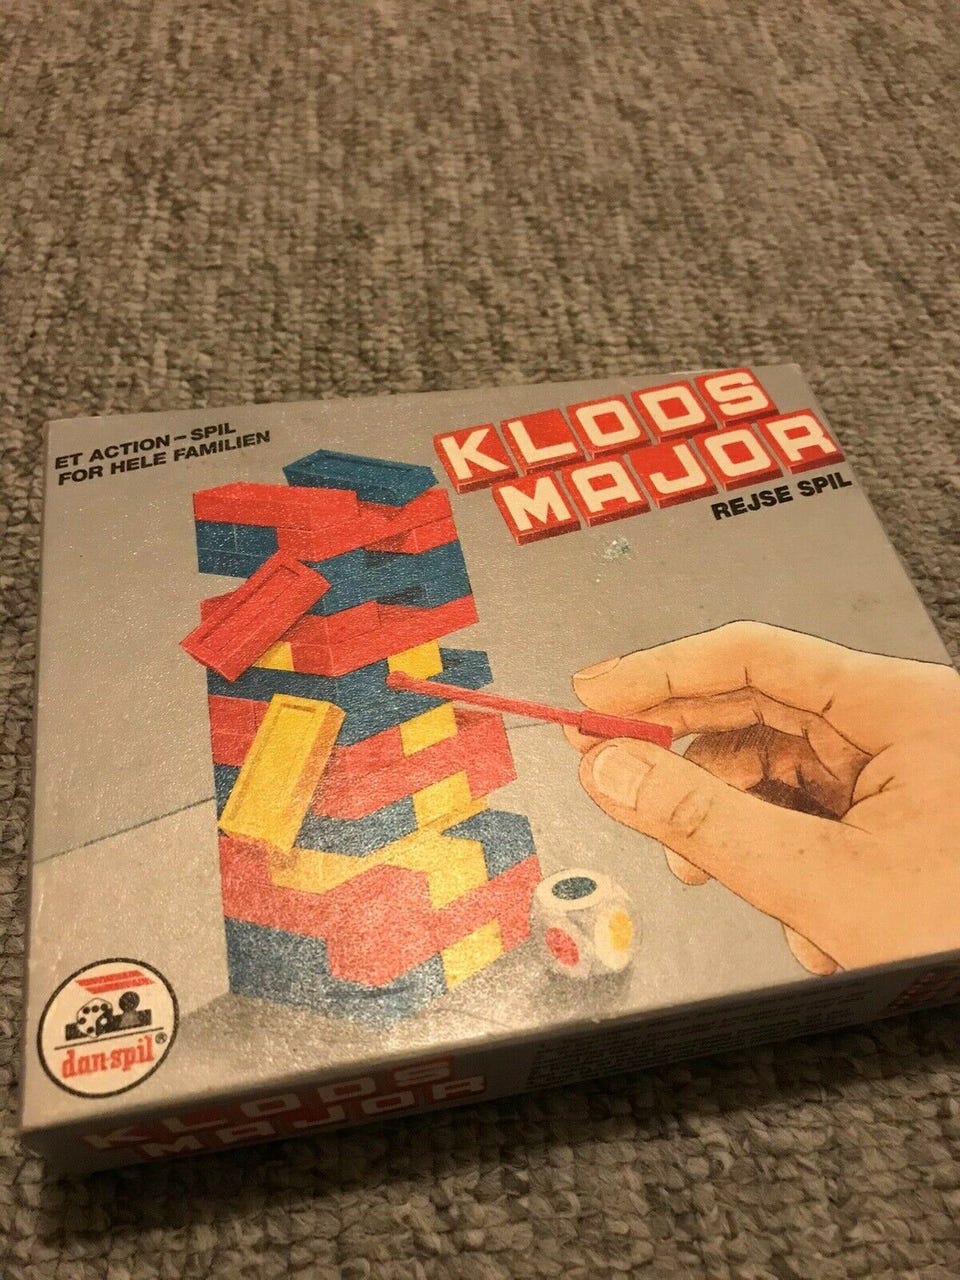 ET ACTION – SPIL
FOR HELE FAMILIEN
KLODS
MAJOR
REJSE SPIL
dan-spil®
KLODS
MAJOR